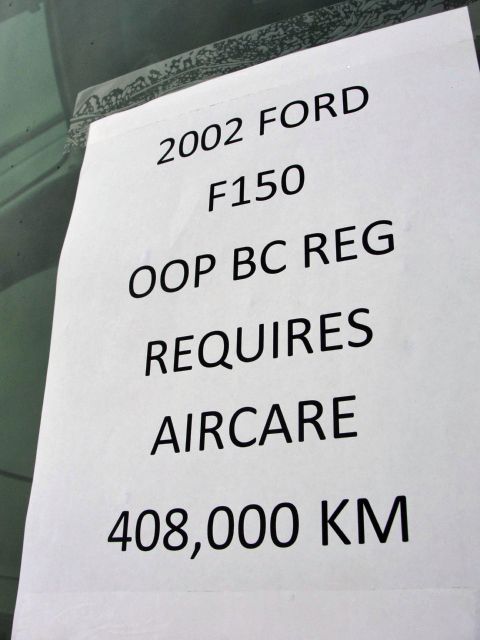 2002 FORD
F150
OOP BC REG
REQUIRES
AIRCARE
408,000 KM